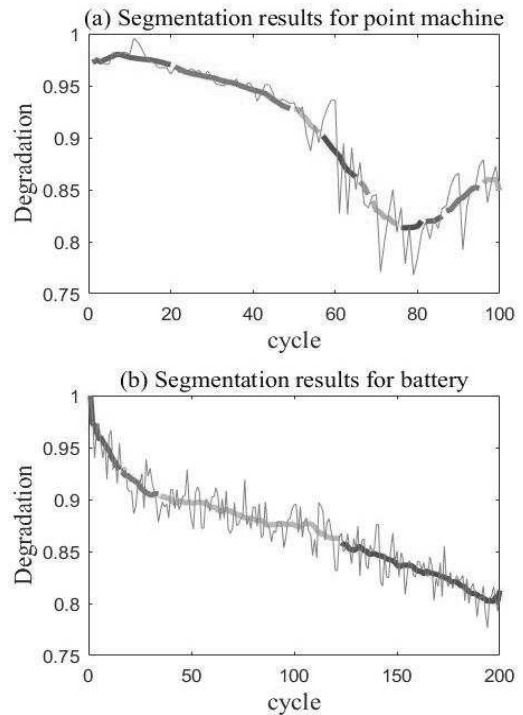 (a) Segmentation results for point machine
1
0.95
0.9
0.85
0.8
0.75
Degradation
0 20 40 60 80 100
cycle
(b) Segmentation results for battery
1
0.95
0.9
0.85
0.8
0.75
Degradation
0 50 100 150 200
cycle